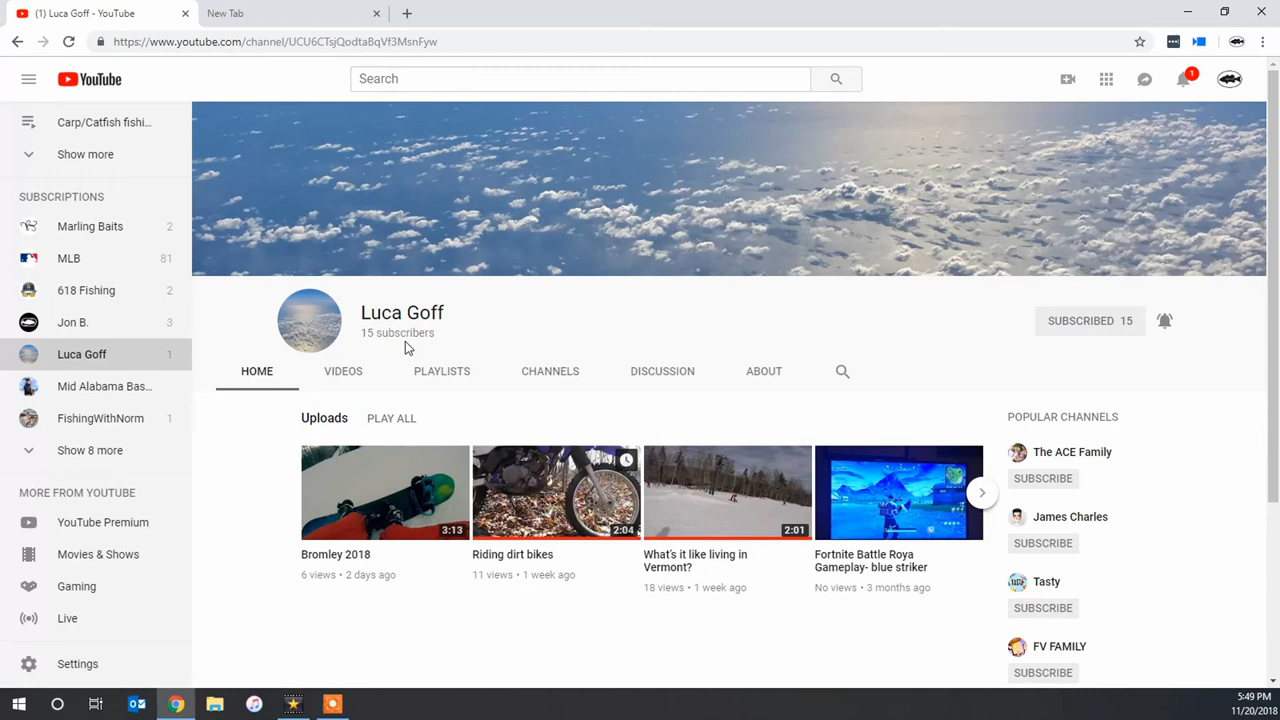 (1) Luca Goff - YouTube
New Tab
https://www.youtube.com/channel/UCU6CTsjQodtaBqVf3MsnFyw
YouTube
Search
1
Carp/Catfish fishi...
Show more
SUBSCRIPTIONS
Marling Baits 2
MLB 81
618 Fishing 2
Jon B. 3
Luca Goff 1
Mid Alabama Bas...
FishingWithNorm 1
Show 8 more
MORE FROM YOUTUBE
YouTube Premium
Movies & Shows
Gaming
Live
Settings
Luca Goff
15 subscribers
SUBSCRIBED 15
HOME VIDEOS PLAYLISTS CHANNELS DISCUSSION ABOUT
Uploads PLAY ALL
3:13
Bromley 2018
6 views • 2 days ago
2:04
Riding dirt bikes
11 views • 1 week ago
2:01
What's it like living in
Vermont?
18 views • 1 week ago
Fortnite Battle Roya
Gameplay- blue striker
No views • 3 months ago
POPULAR CHANNELS
The ACE Family
SUBSCRIBE
James Charles
SUBSCRIBE
TASTY
Tasty
SUBSCRIBE
FV FAMILY
SUBSCRIBE
5:49 PM
11/20/2018